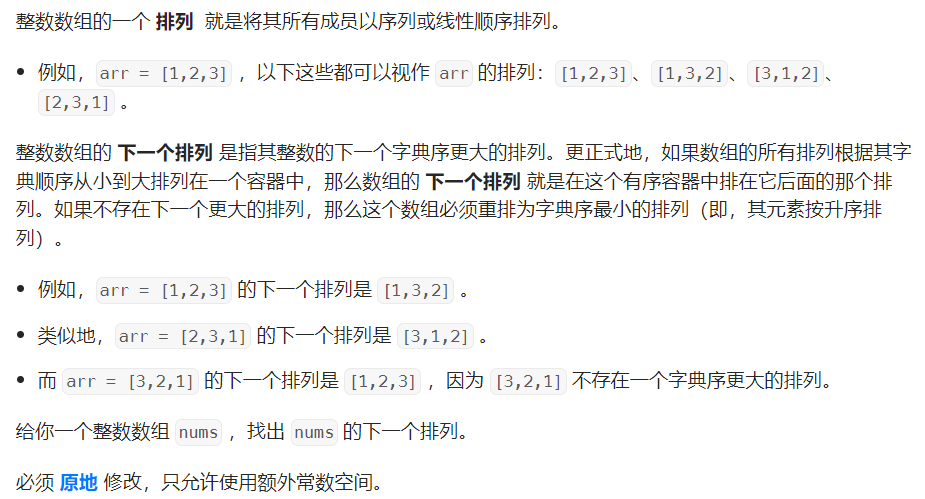 整数数组的一个 排列 就是将其所有成员以序列或线性顺序排列。
• 例如，arr = [1,2,3] ，以下这些都可以视作 arr 的排列：[1,2,3]、[1,3,2]、[3,1,2]、
[2,3,1] 。
整数数组的 下一个排列 是指其整数的下一个字典序更大的排列。更正式地，如果数组的所有排列根据其字
典顺序从小到大排列在一个容器中，那么数组的 下一个排列 就是在这个有序容器中排在它后面的那个排
列。如果不存在下一个更大的排列，那么这个数组必须重排为字典序最小的排列（即，其元素按升序排
列）。
• 例如，arr = [1,2,3] 的下一个排列是 [1,3,2] 。
• 类似地，arr = [2,3,1] 的下一个排列是 [3,1,2] 。
• 而 arr = [3,2,1] 的下一个排列是 [1,2,3] ，因为 [3,2,1] 不存在一个字典序更大的排列。
给你一个整数数组 nums ，找出 nums 的下一个排列。
必须 原地 修改，只允许使用额外常数空间。